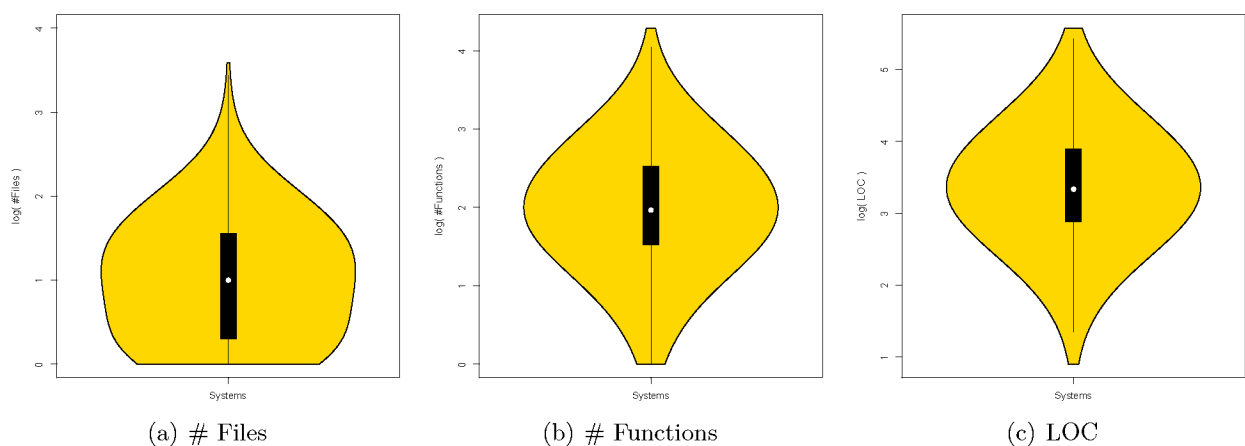 log( #Files )
4
3
2
1
0
Systems
(a) # Files
log( #Functions )
4
3
2
1
0
Systems
(b) # Functions
log( LOC )
5
4
3
2
1
Systems
(c) LOC